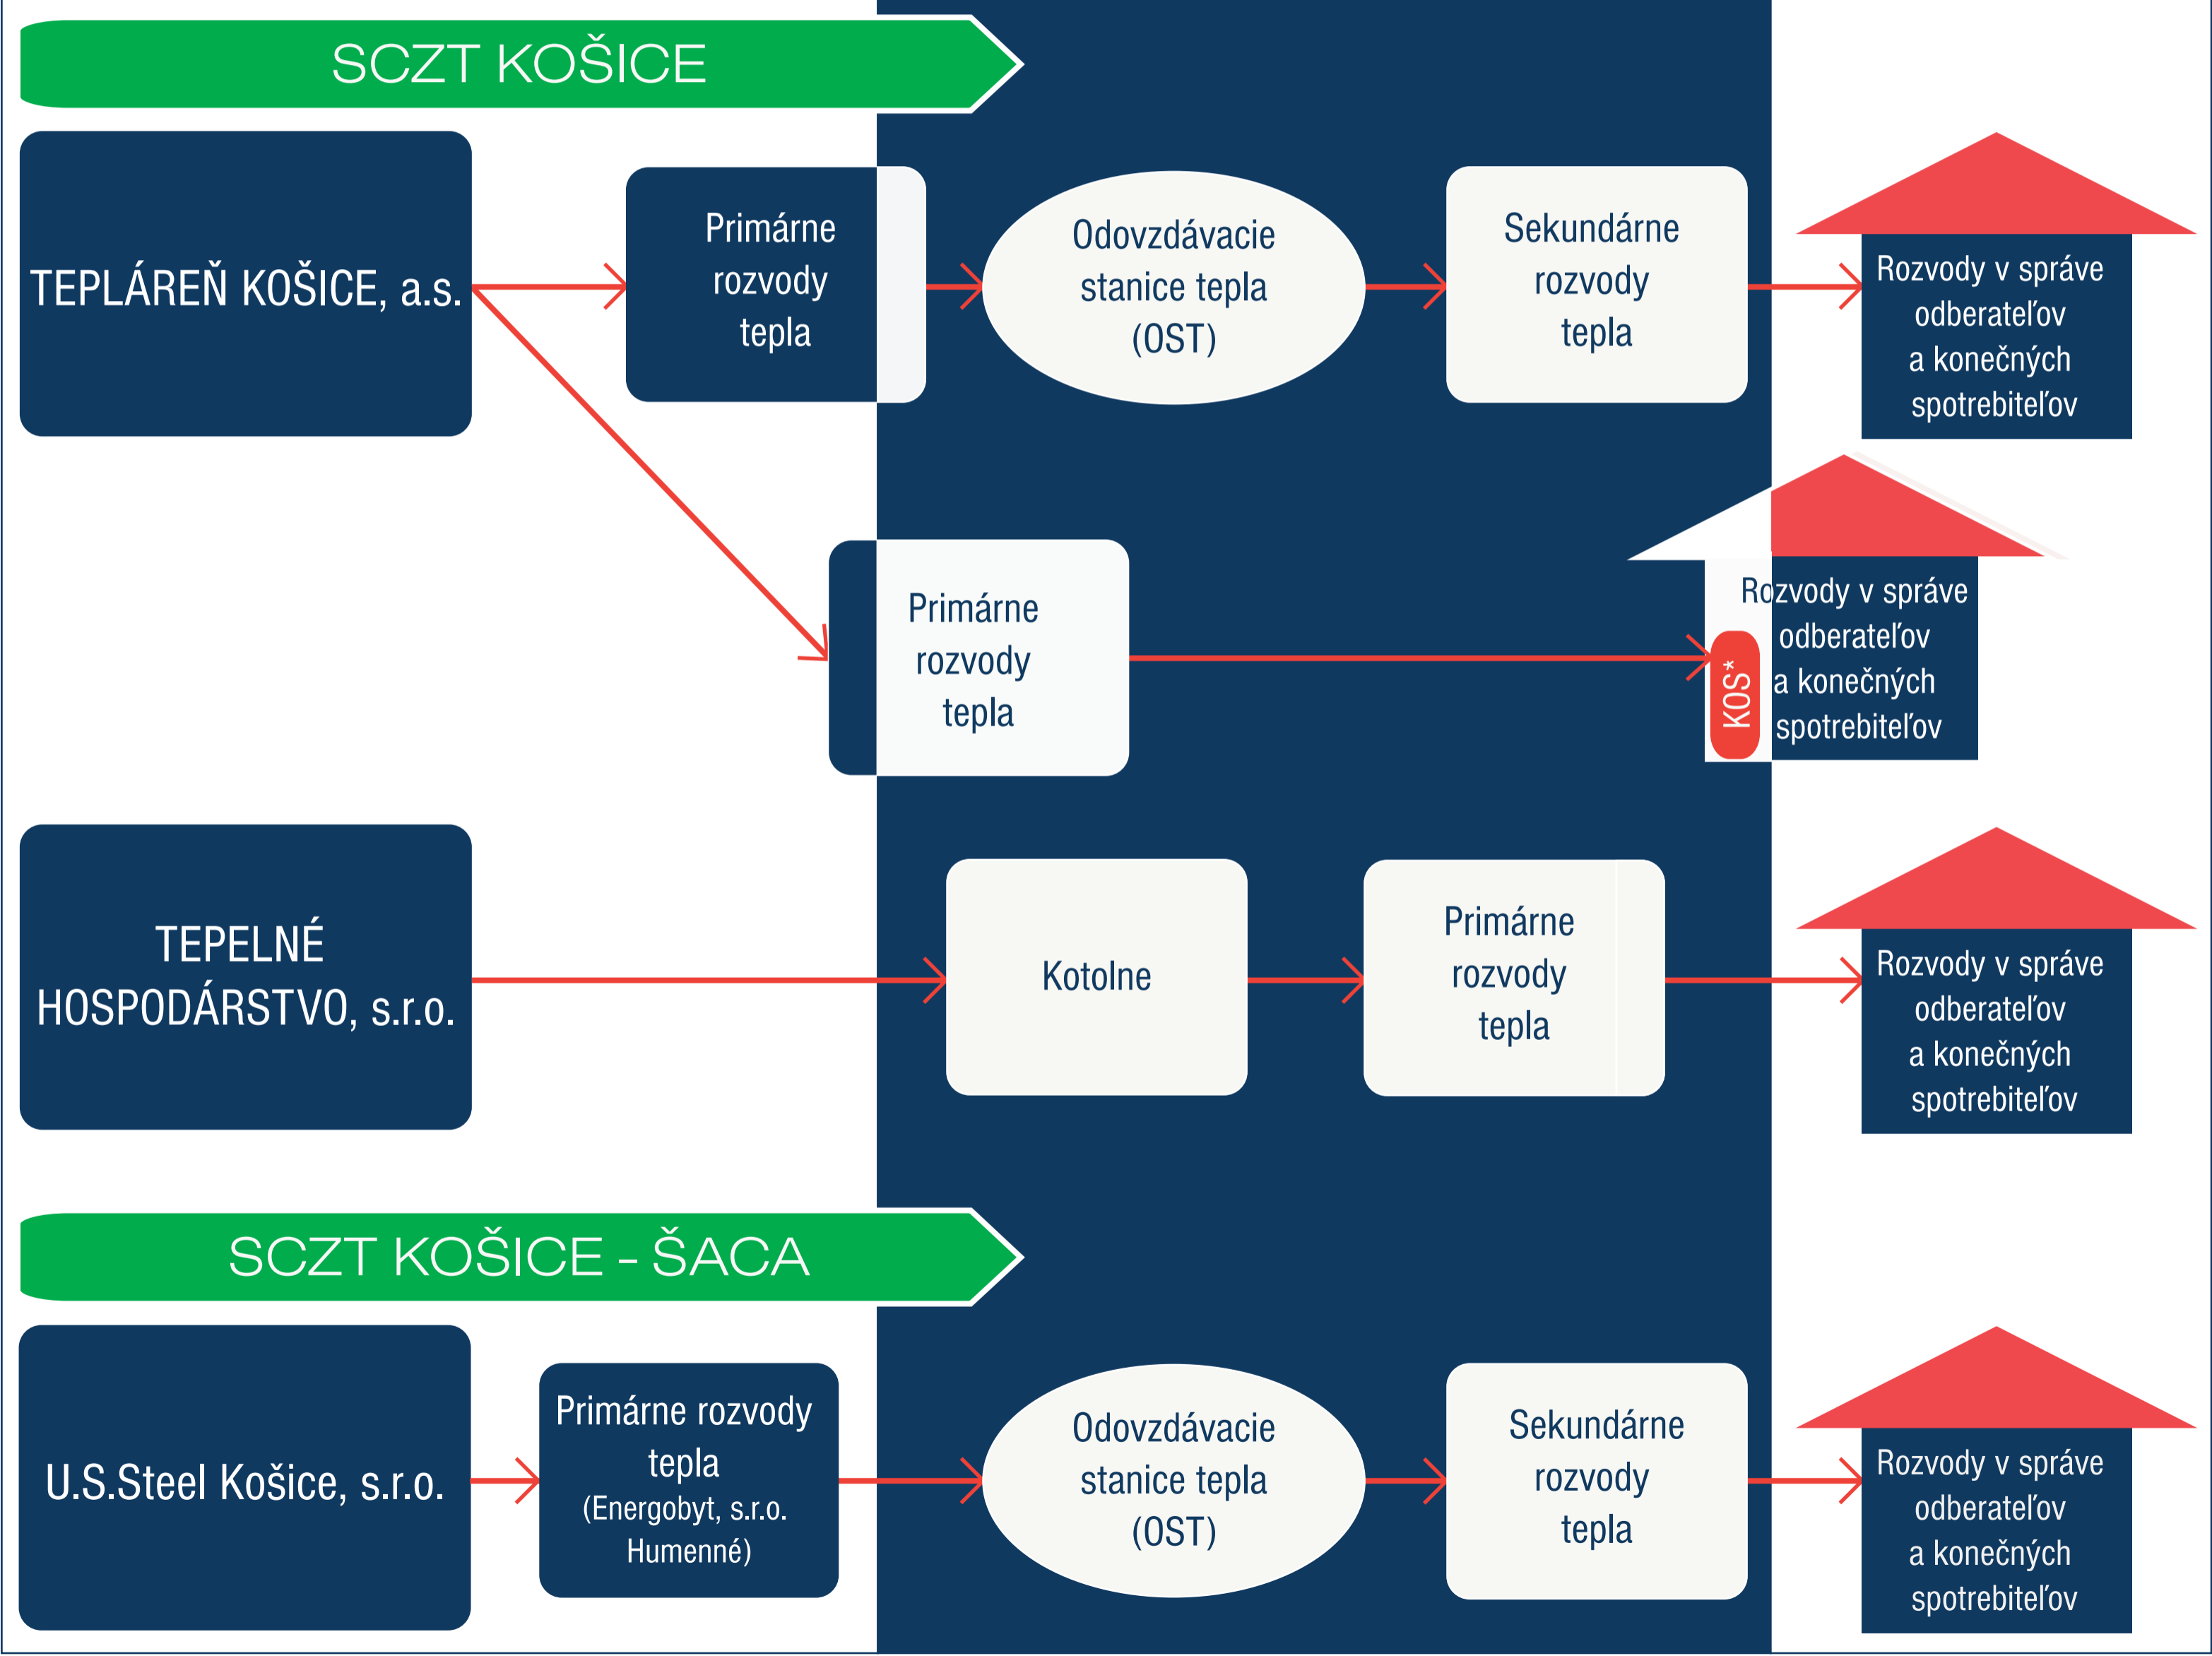 SCZT KOŠICE
TEPLÁREŇ KOŠICE, a.s.
Primárne
rozvody
tepla
Odovzdávacie
stanice tepla
(OST)
Sekundárne
rozvody
tepla
Rozvody v správe
odberateľov
a konečných
spotrebiteľov
Primárne
rozvody
tepla
KOS*
Rozvody v správe
odberateľov
a konečných
spotrebiteľov
TEPELNÉ
HOSPODÁRSTVO, s.r.o.
Kotolne
Primárne
rozvody
tepla
Rozvody v správe
odberateľov
a konečných
spotrebiteľov
SCZT KOŠICE - ŠACA
U.S.Steel Košice, s.r.o.
Primárne rozvody
tepla
(Energobyt, s.r.o.
Humenné)
Odovzdávacie
stanice tepla
(OST)
Sekundárne
rozvody
tepla
Rozvody v správe
odberateľov
a konečných
spotrebiteľov